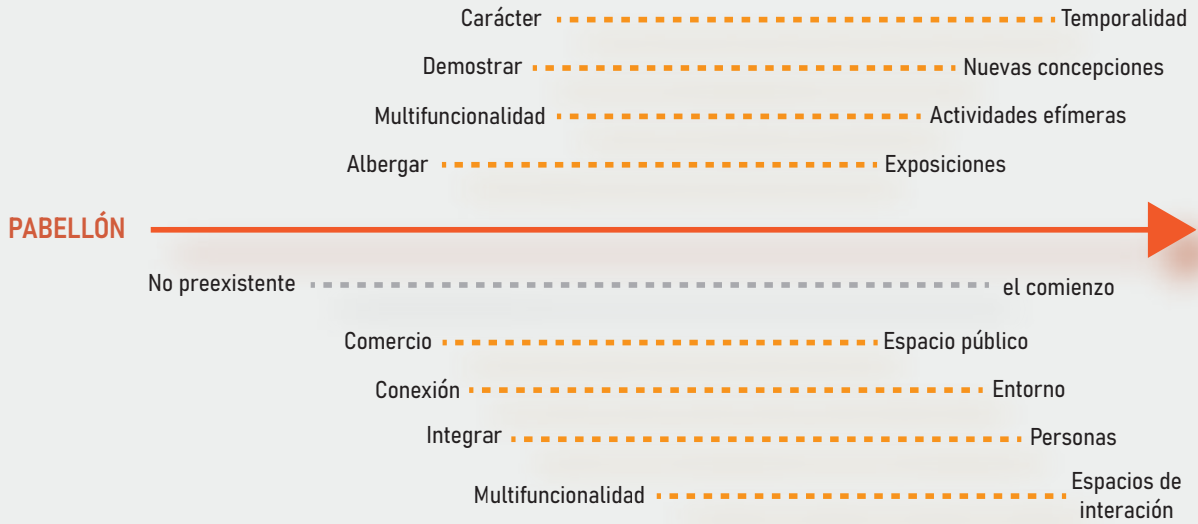 Carácter Temporalidad
Demostrar Nuevas concepciones
Multifuncionalidad Actividades efímeras
Albergar Exposiciones
PABELLÓN
No preexistente el comienzo
Comercio Espacio público
Conexión Entorno
Integrar Personas
Multifuncionalidad Espacios de
interación